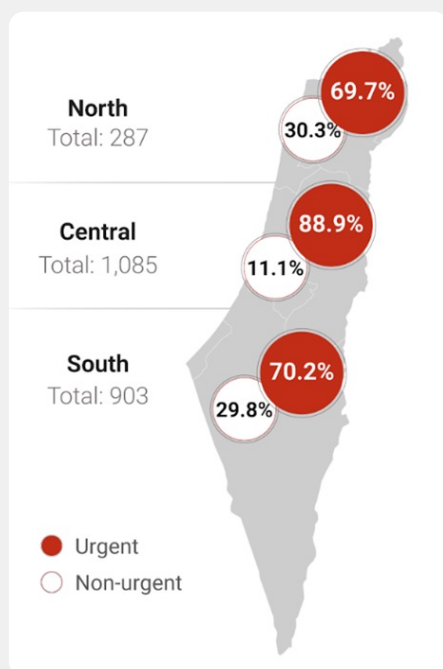 North
Total: 287
69.7%
30.3%
Central
Total: 1,085
88.9%
11.1%
South
Total: 903
70.2%
29.8%
Urgent
Non-urgent